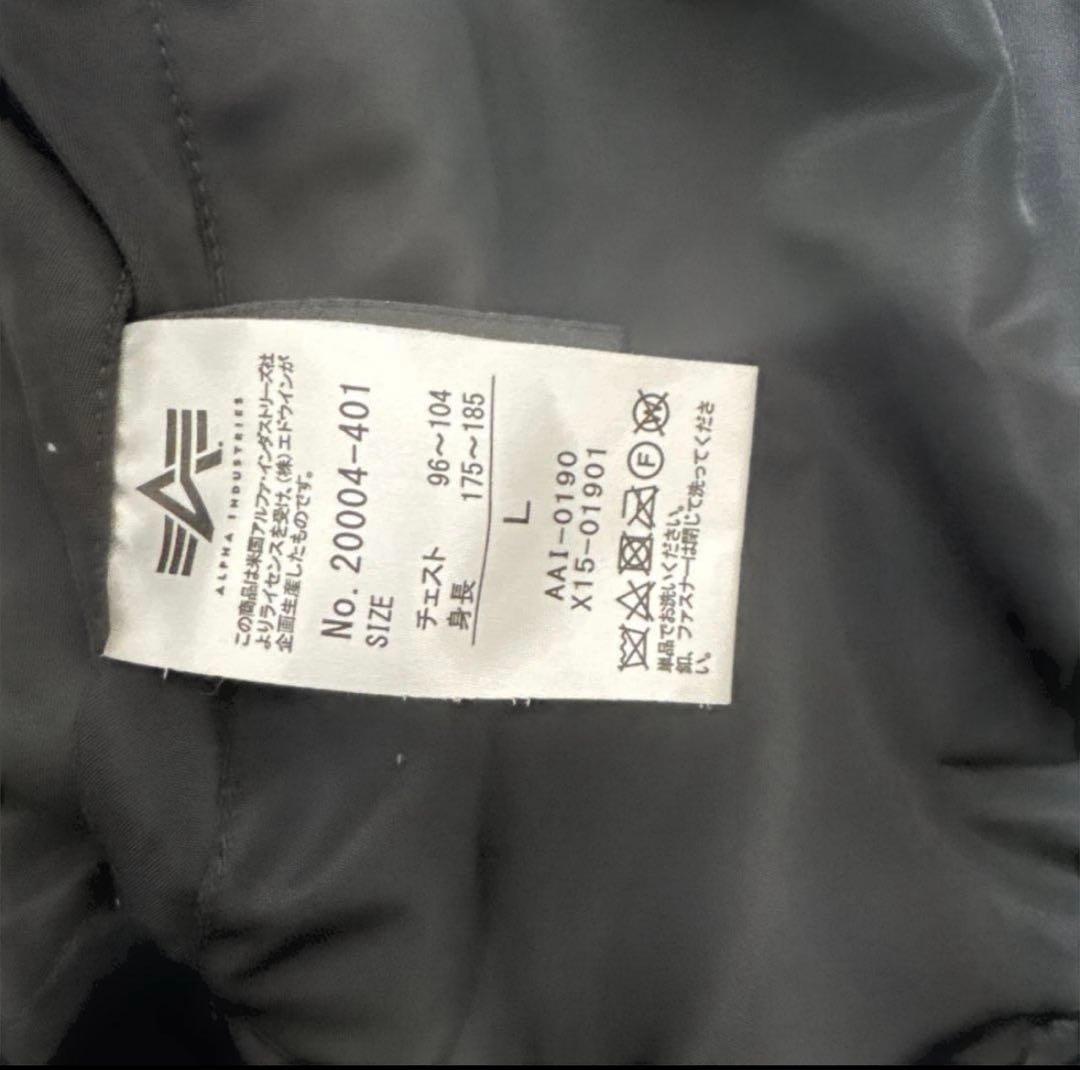 ALPHA INDUSTRIES
この商品は米国アルファ・インダストリーズ社
よりライセンスを受け、(株)エドウインが
企画生産したものです。
No. 20004-401
SIZE
チェスト 96~104
身長 175~185
L
AAI-0190
X15-01901
F
W
単品でお洗いください。
釦、ファスナーは閉じて洗ってくださ
い。